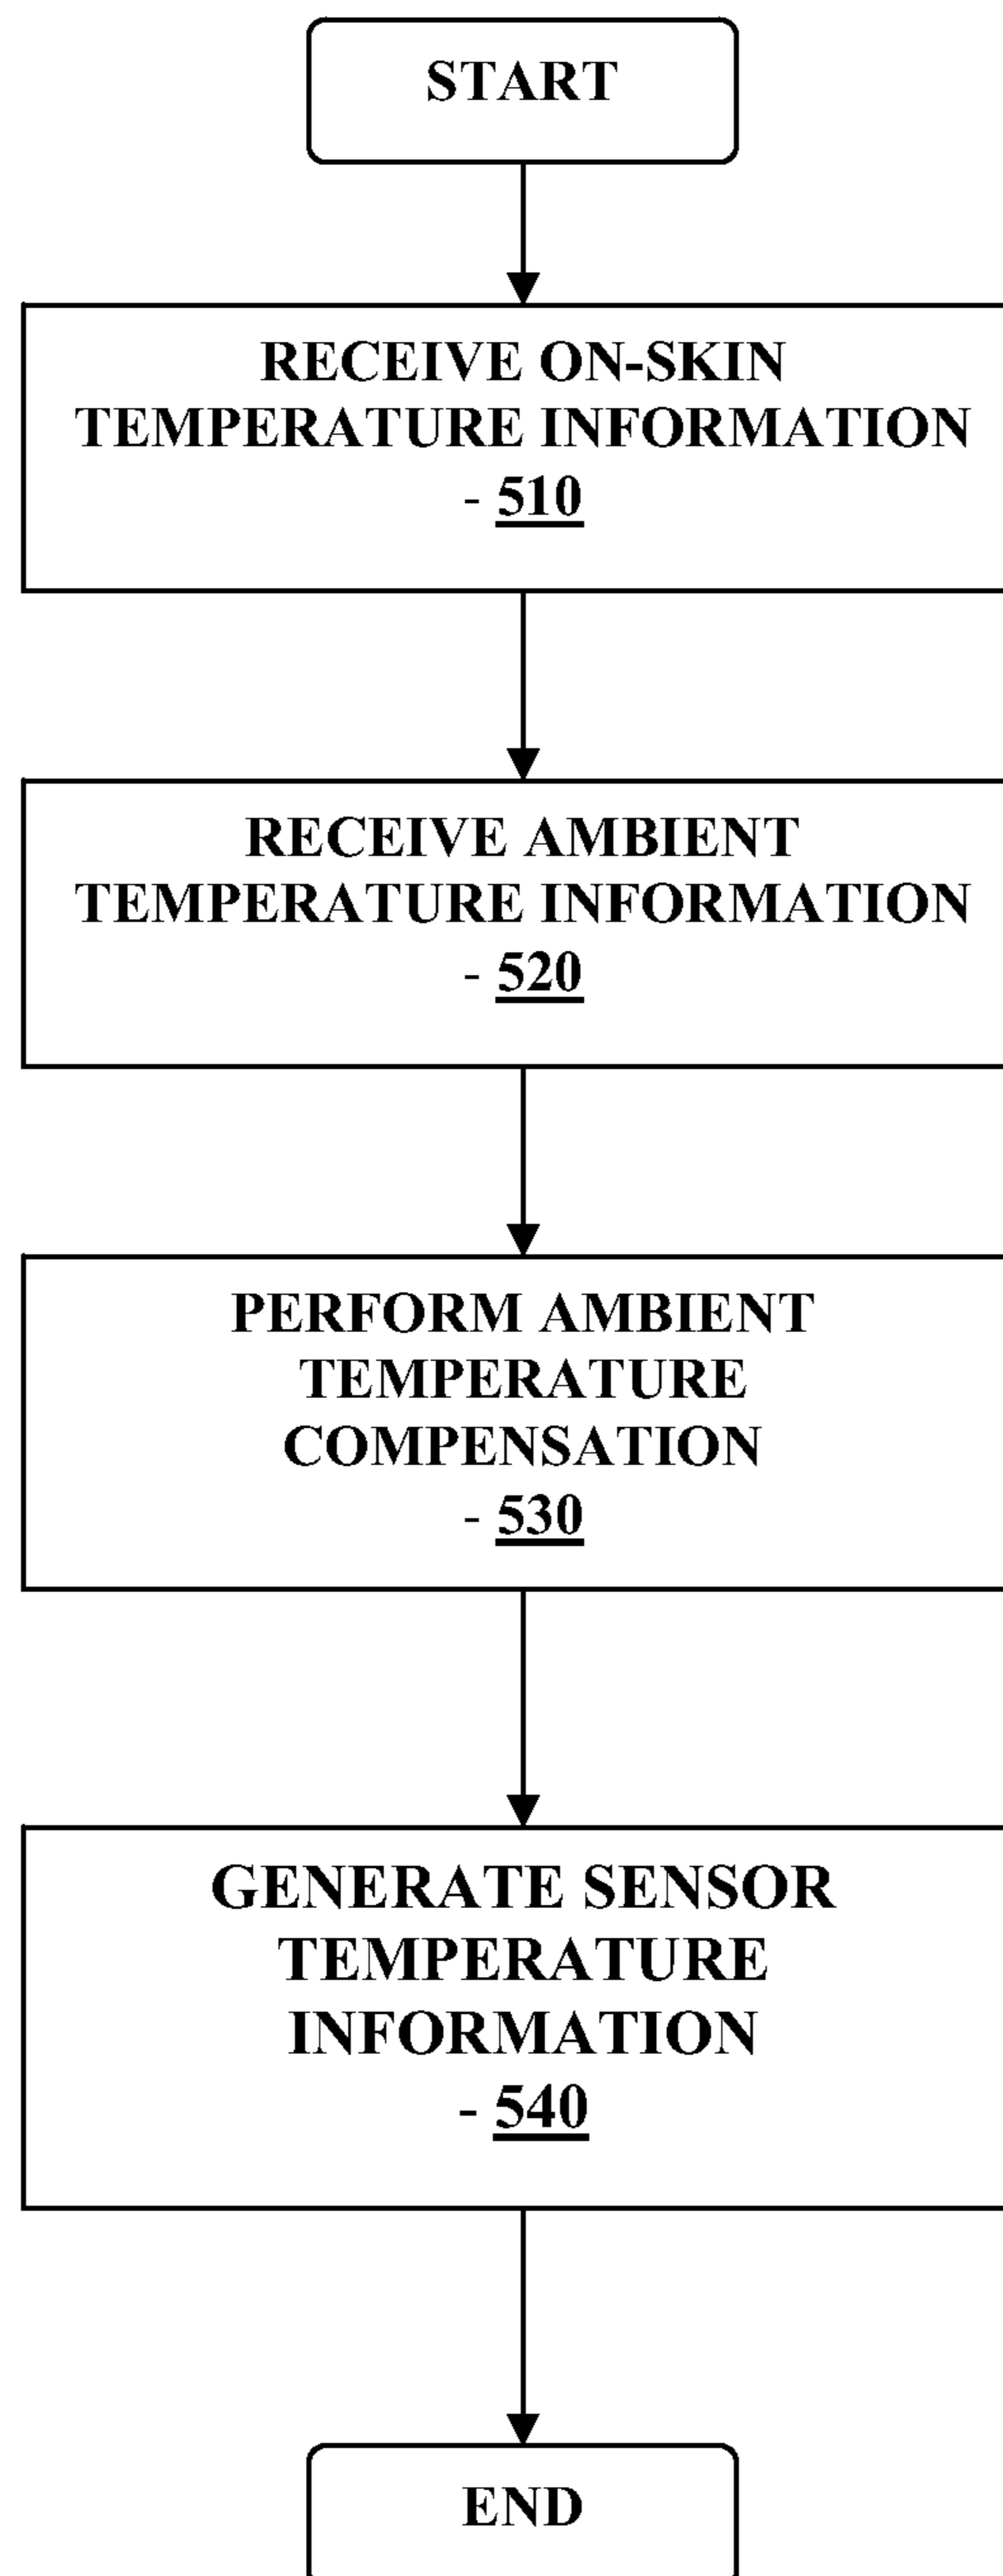 START
RECEIVE ON-SKIN
TEMPERATURE INFORMATION
- 510
RECEIVE AMBIENT
TEMPERATURE INFORMATION
- 520
PERFORM AMBIENT
TEMPERATURE
COMPENSATION
- 530
GENERATE SENSOR
TEMPERATURE
INFORMATION
- 540
END